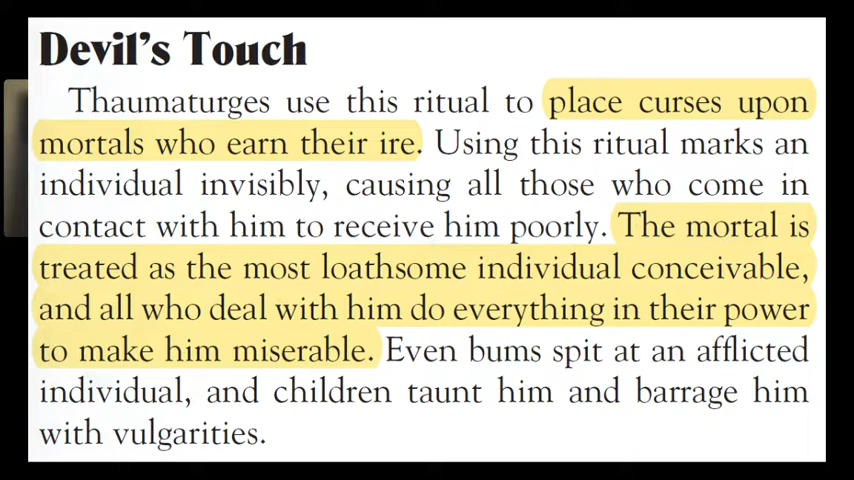 Devil's Touch
Thaumaturges use this ritual to place curses upon
mortals who earn their ire. Using this ritual marks an
individual invisibly, causing all those who come in
contact with him to receive him poorly. The mortal is
treated as the most loathsome individual conceivable,
and all who deal with him do everything in their power
to make him miserable. Even bums spit at an afflicted
individual, and children taunt him and barrage him
with vulgarities.